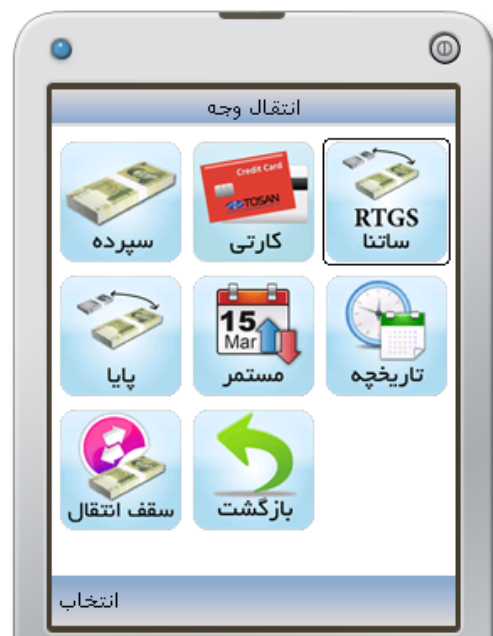 انتقال وجه
RTGS
ساتنا
Credit Card
TOSAN
کارتی
سپرده
تاریخچه
15
Mar
مستمر
پایا
بازگشت
سقف انتقال
انتخاب